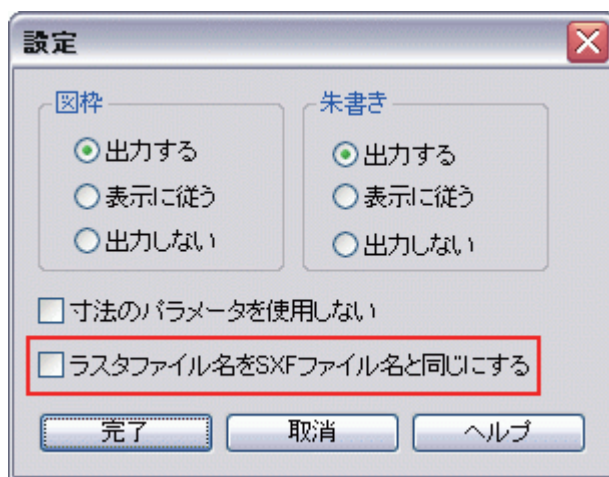 設定
図枠
出力する
表示に従う
出力しない
朱書き
出力する
表示に従う
出力しない
寸法のパラメータを使用しない
ラスタファイル名をSXFファイル名と同じにする
完了
取消
ヘルプ